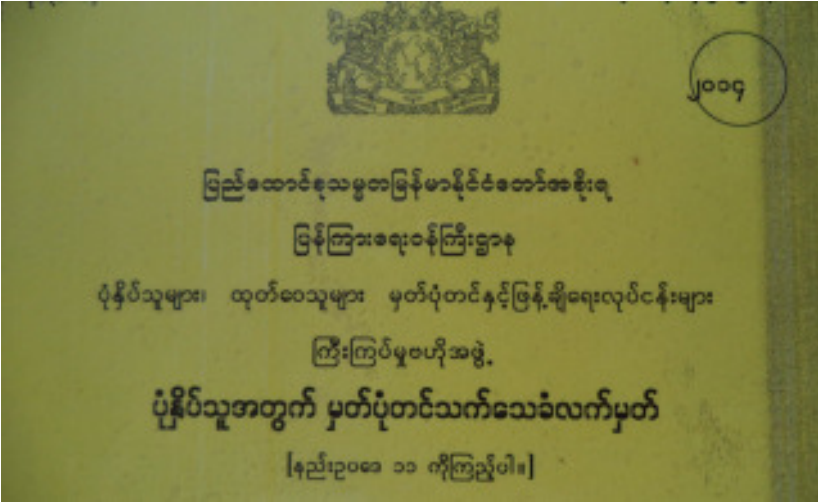 ၂၀၁၄
ပြည်ထောင်စုသမ္မတမြန်မာနိုင်ငံတော်အစိုးရ
ပြန်ကြားရေးဝန်ကြီးဌာန
ပုံနှိပ်သူများ၊ ထုတ်ဝေသူများ မှတ်ပုံတင်နှင့်ဖြန့်ချိရေးလုပ်ငန်းများ
ကြီးကြပ်မှုဗဟိုအဖွဲ့
ပုံနှိပ်သူအတွက် မှတ်ပုံတင်သက်သေခံလက်မှတ်
[နည်းဥပဒေ ၁၁ ကိုကြည့်ပါ။]